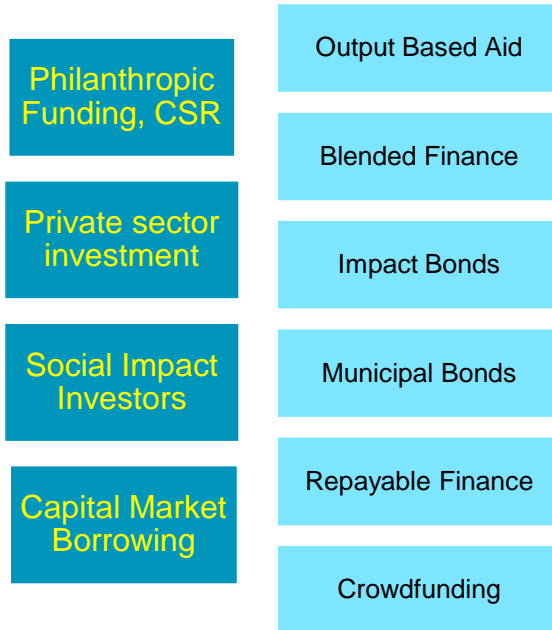 Philanthropic
Funding, CSR
Private sector
investment
Social Impact
Investors
Capital Market
Borrowing
Output Based Aid
Blended Finance
Impact Bonds
Municipal Bonds
Repayable Finance
Crowdfunding